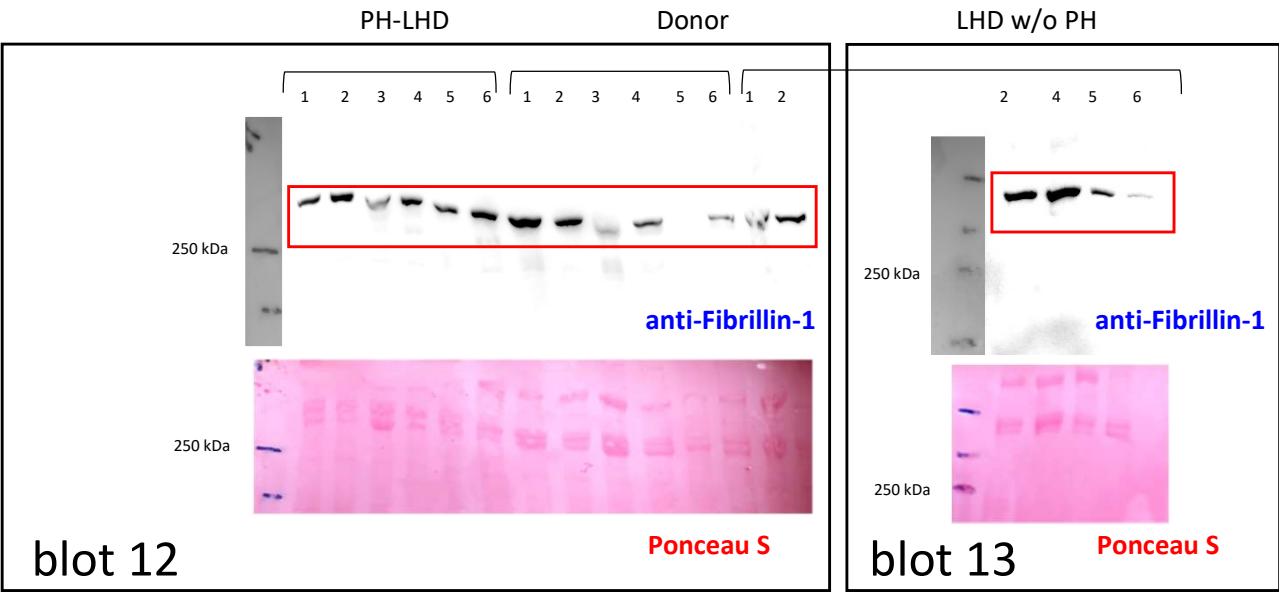 PH-LHD Donor LHD w/o PH
1 2 3 4 5 6 1 2 3 4 5 6 1 2
250 kDa
anti-Fibrillin-1
250 kDa
Ponceau S
blot 12
2 4 5 6
250 kDa
anti-Fibrillin-1
250 kDa
Ponceau S
blot 13